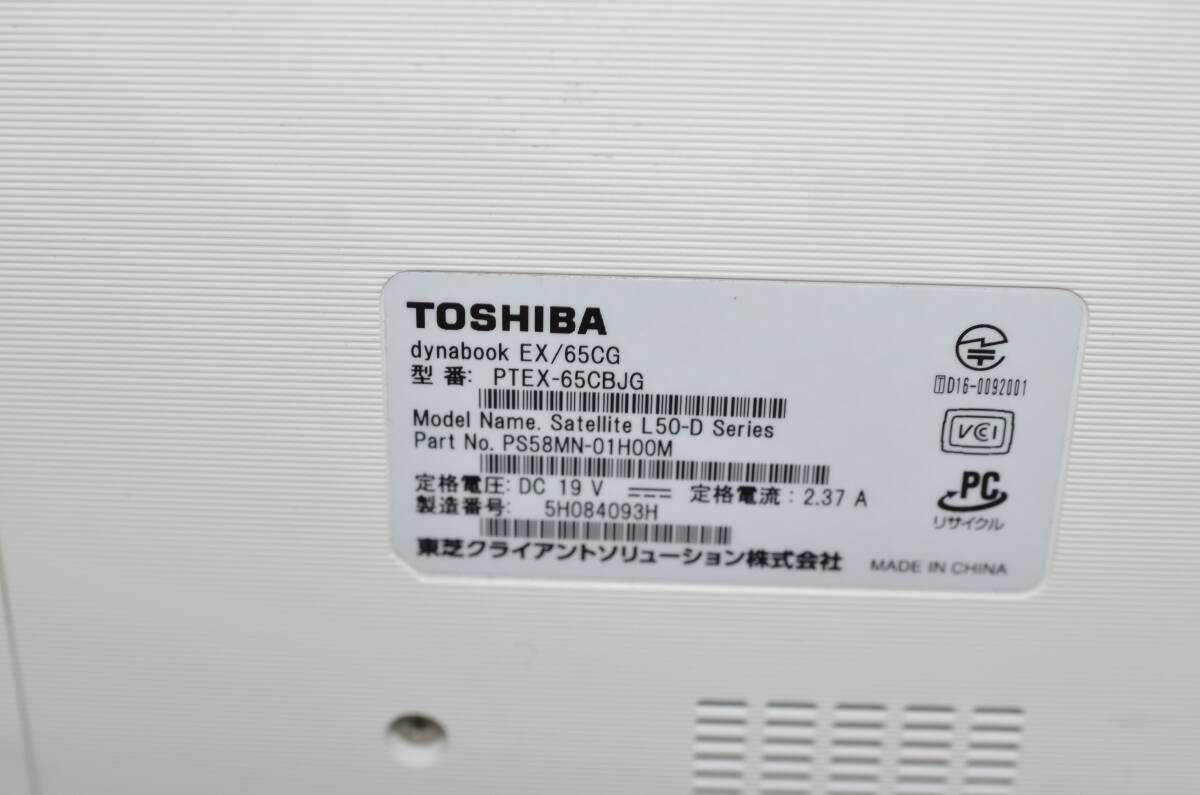 TOSHIBA
dynabook EX/65CG
型 番: PTEX-65CBJG
Model Name. Satellite L50-D Series
Part No. PS58MN-01H00M
定格電圧: DC 19 V 定格電流: 2.37 A
製造番号: 5H084093H
東芝クライアントソリューション株式会社
MADE IN CHINA
TD16-0092001
VCI
PC
リサイクル